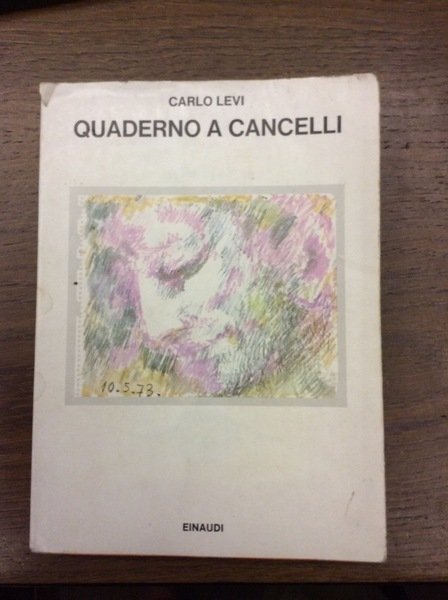 CARLO LEVI
QUADERNO A CANCELLI
10.5.73.
EINAUDI